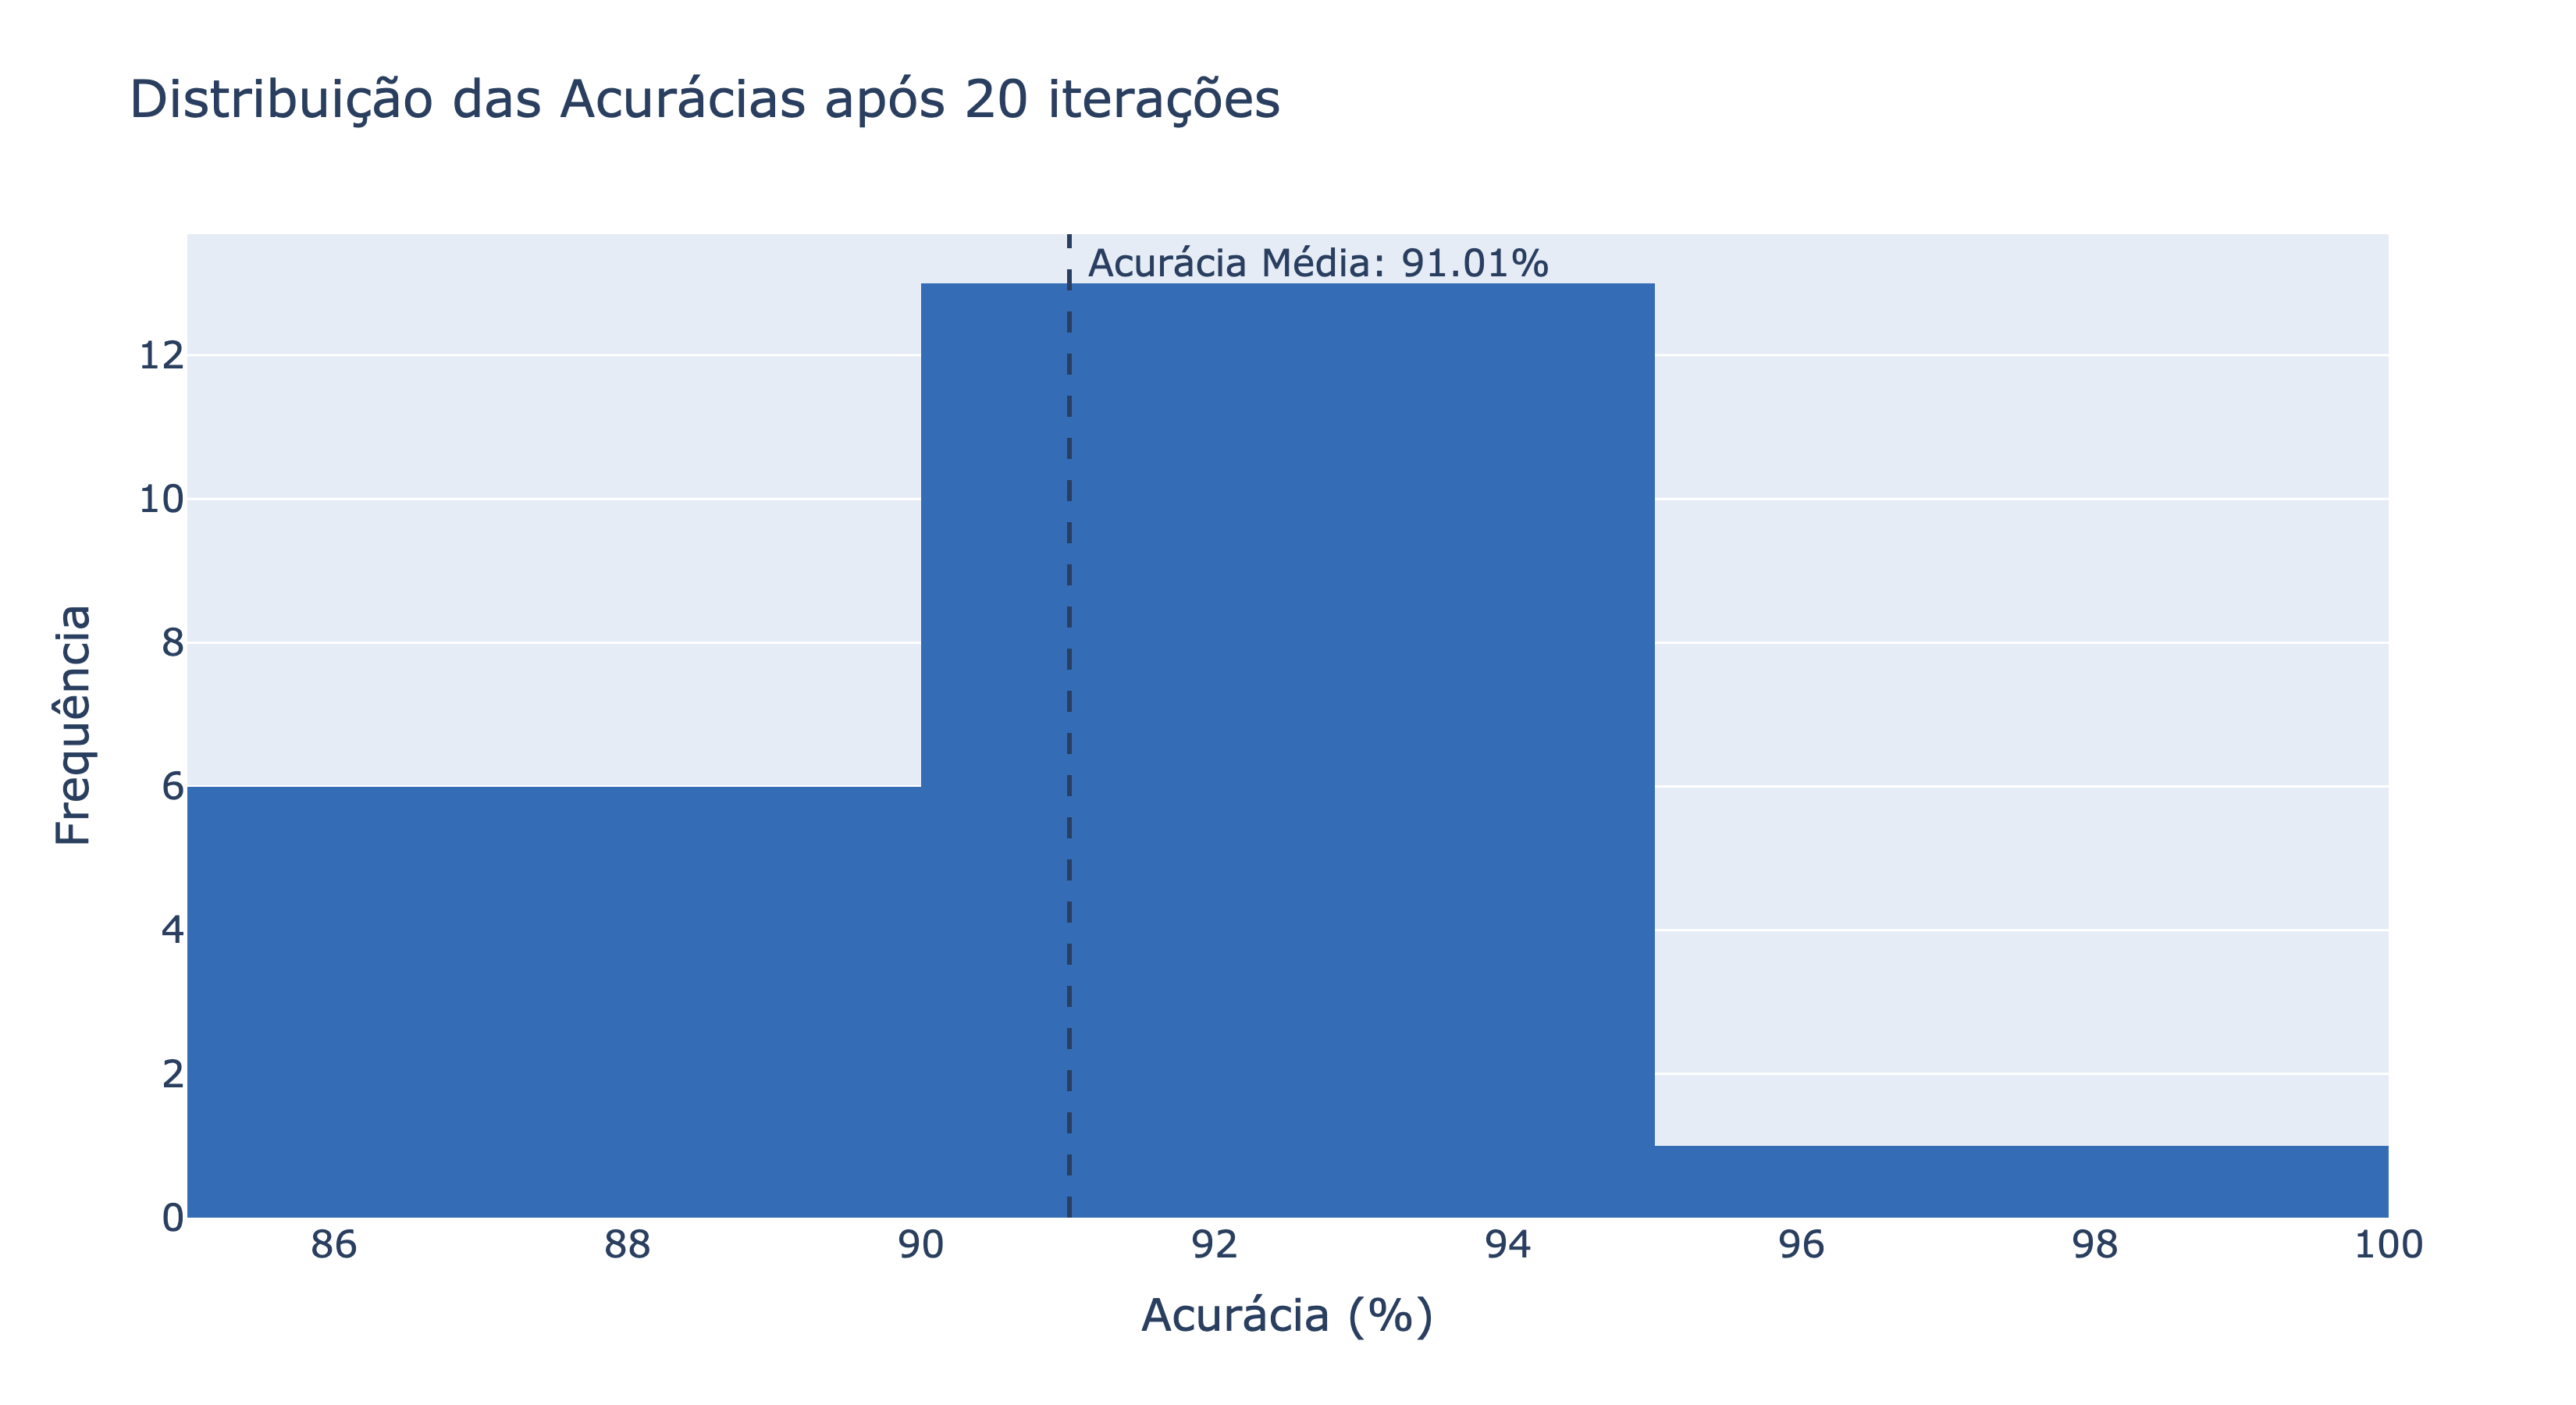 Distribuição das Acurácias após 20 iterações
Acurácia Média: 91.01%
12
10
8
6
4
2
0
Frequência
86 88 90 92 94 96 98 100
Acurácia (%)